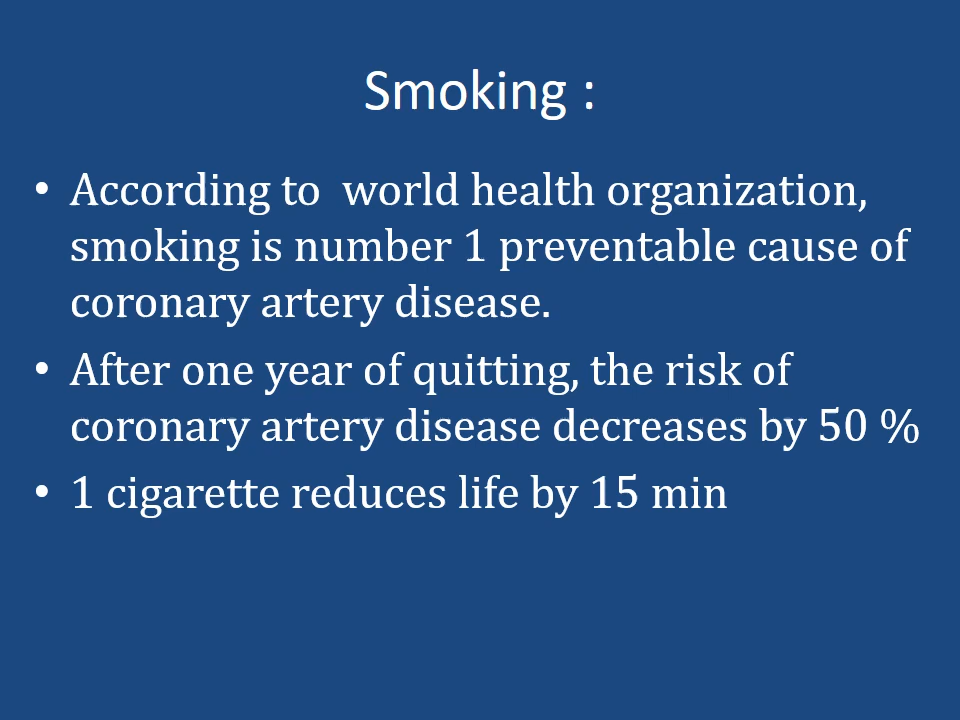 Smoking :
• According to  world health organization,
smoking is number 1 preventable cause of
coronary artery disease.
• After one year of quitting, the risk of
coronary artery disease decreases by 50 %
• 1 cigarette reduces life by 15 min